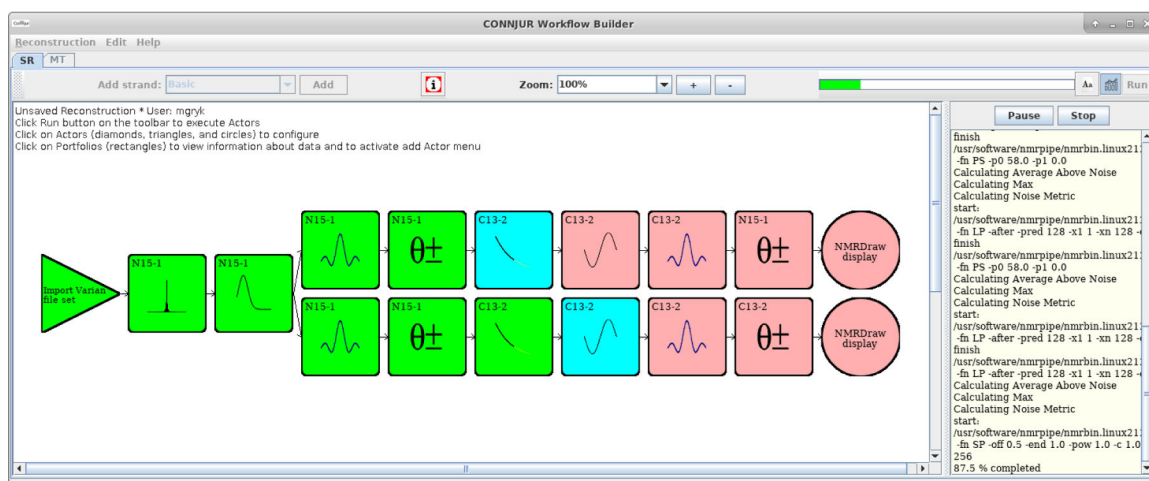 CONNJUR Workflow Builder
Reconstruction Edit Help
SR MT
Add strand: Basic Add Zoom: 100% + - Run
Unsaved Reconstruction * User: mgryk
Click Run button on the toolbar to execute Actors
Click on Actors (diamonds, triangles, and circles) to configure
Click on Portfolios (rectangles) to view information about data and to activate add Actor menu
N15-1 N15-1 C13-2 C13-2 C13-2 N15-1
θ± θ±
NMRDraw
display
N15-1 N15-1
Import Varian
file set
N15-1 N15-1 C13-2 C13-2 C13-2 C13-2
θ± θ±
NMRDraw
display
Pause Stop
finish
/usr/software/nmrpipe/nmrbin.linux21
-fn PS -p0 58.0 -p1 0.0
Calculating Average Above Noise
Calculating Max
Calculating Noise Metric
start:
/usr/software/nmrpipe/nmrbin.linux21
-fn LP -after -pred 128 -x1 1 -xn 128 -
finish
/usr/software/nmrpipe/nmrbin.linux21
-fn PS -p0 58.0 -p1 0.0
Calculating Average Above Noise
Calculating Max
Calculating Noise Metric
start:
/usr/software/nmrpipe/nmrbin.linux21
-fn LP -after -pred 128 -x1 1 -xn 128 -
finish
/usr/software/nmrpipe/nmrbin.linux21
-fn LP -after -pred 128 -x1 1 -xn 128 -
Calculating Average Above Noise
Calculating Max
Calculating Noise Metric
start:
/usr/software/nmrpipe/nmrbin.linux21
-fn SP -off 0.5 -end 1.0 -pow 1.0 -c 1.0
256
87.5 % completed